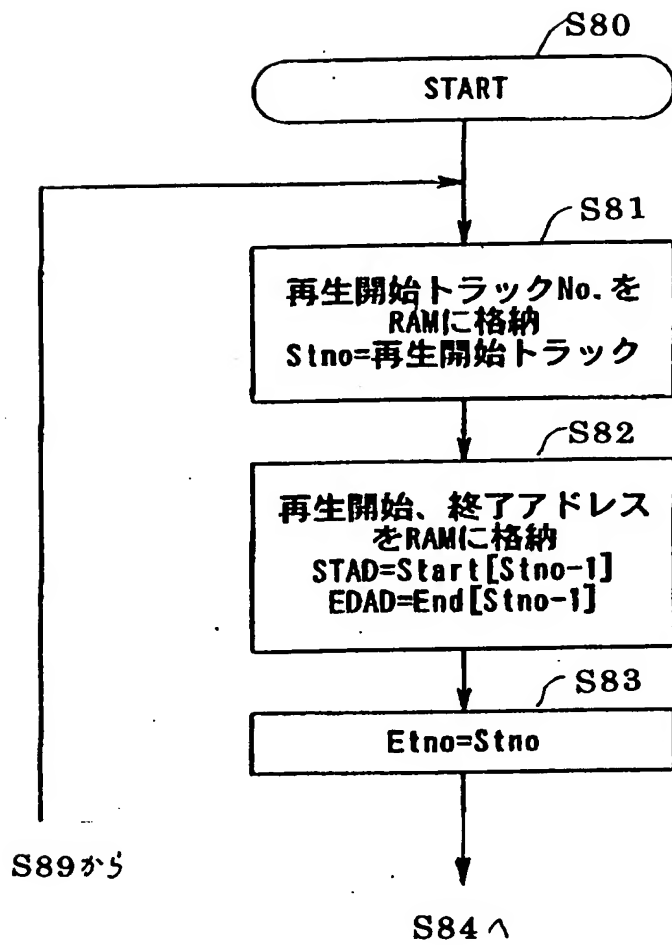 S80
START
S81
再生開始トラックNo.を
RAMに格納
Stno=再生開始トラック
S82
再生開始、終了アドレス
をRAMに格納
STAD=Start[Stno-1]
EDAD=End[Stno-1]
S83
Etno=Stno
S89から
S84へ